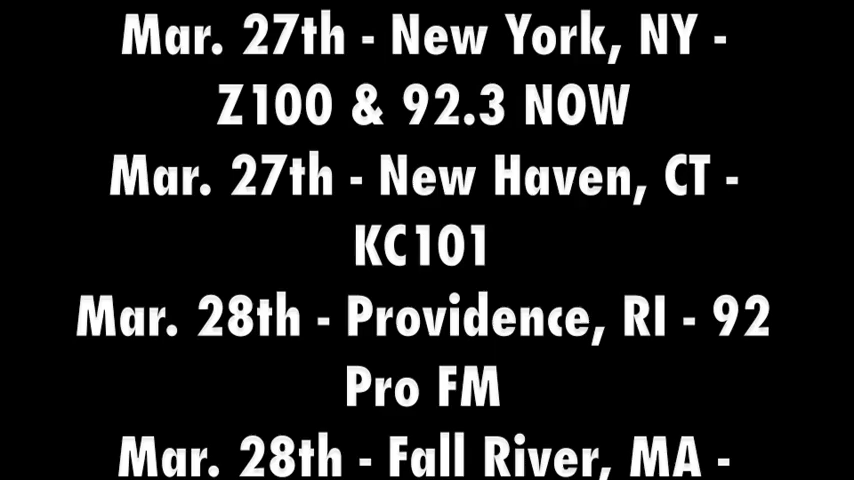 Mar. 27th - New York, NY -
Z100 & 92.3 NOW
Mar. 27th - New Haven, CT -
KC101
Mar. 28th - Providence, RI - 92
Pro FM
Mar. 28th - Fall River, MA -